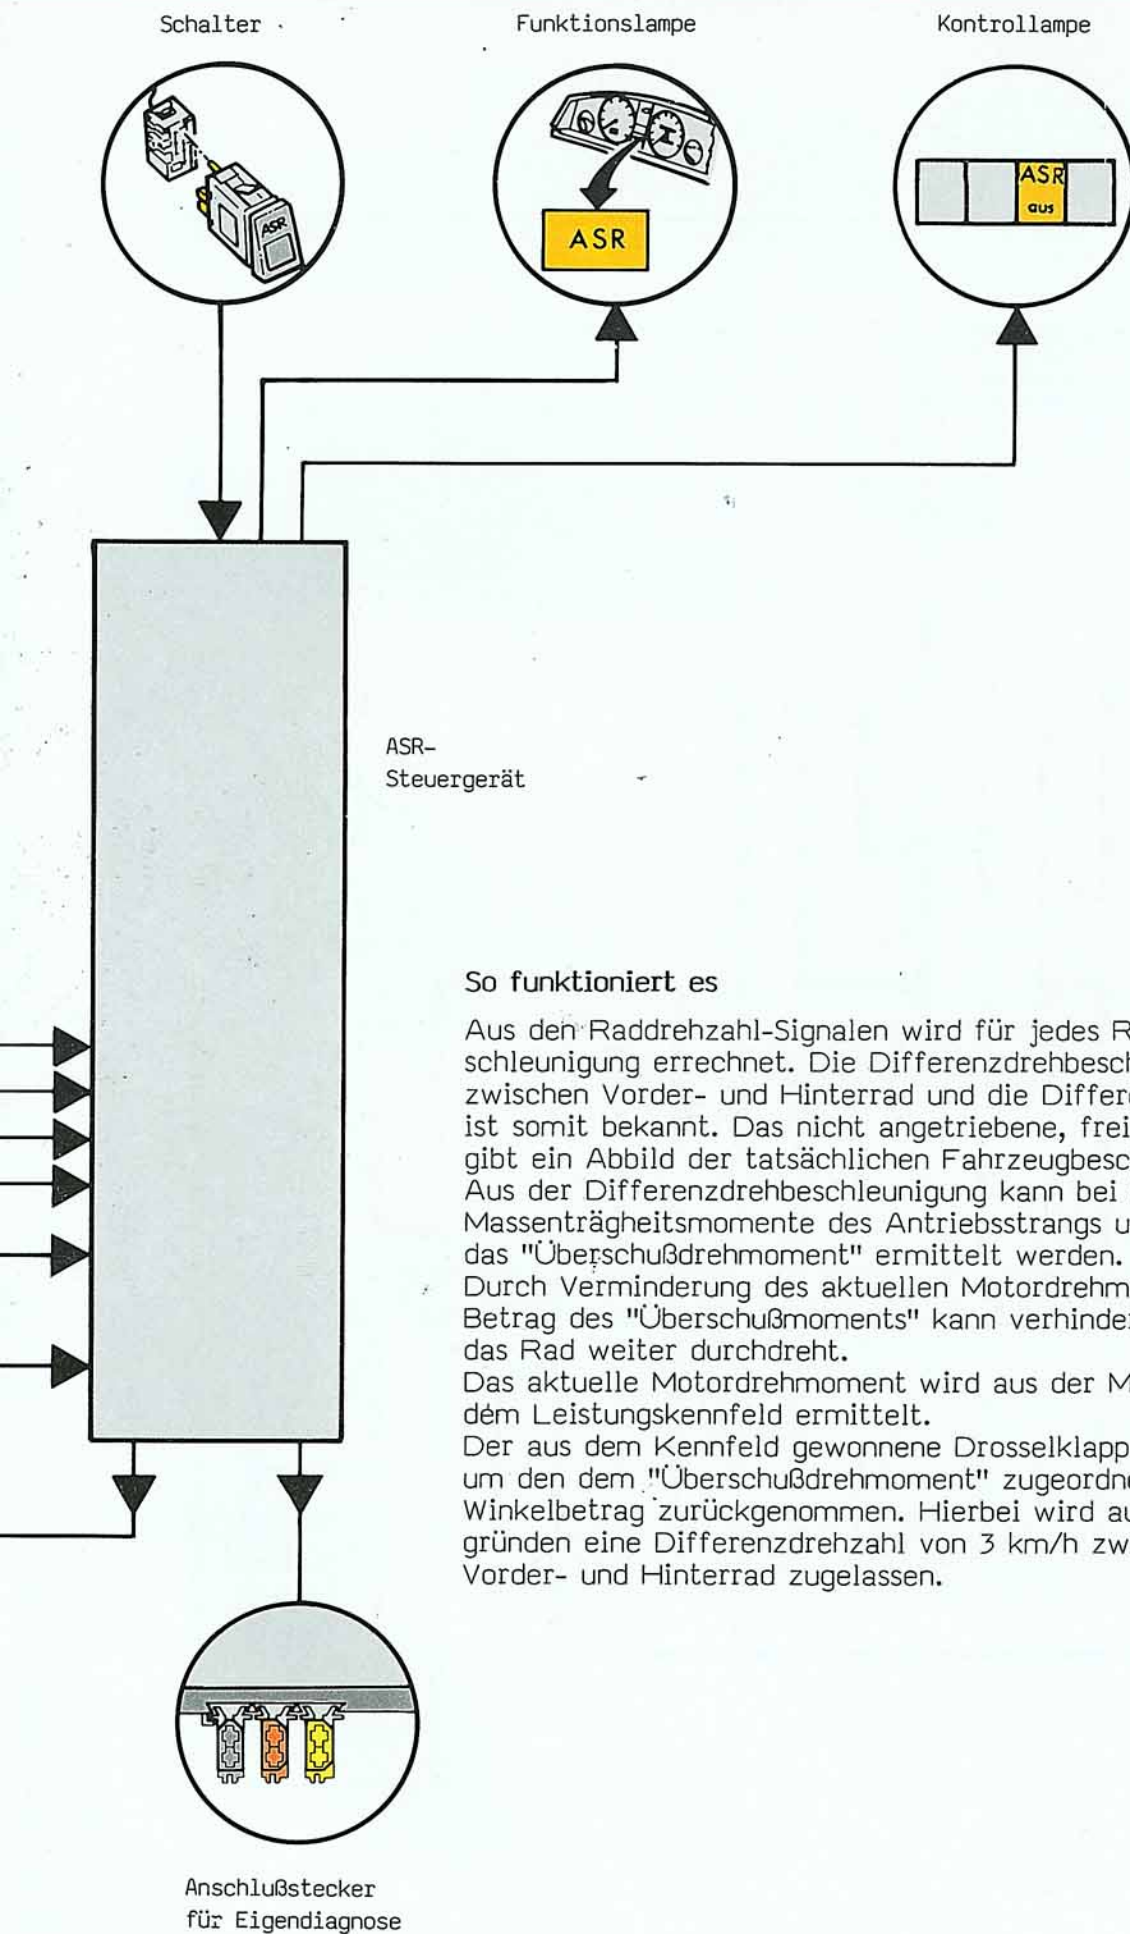 Schalter
Funktionslampe
Kontrollampe
ASR
ASR
ASR
aus
ASR-
Steuergerät
So funktioniert es
Aus den Raddrehzahl-Signalen wird für jedes R
schleunigung errechnet. Die Differenzdrehbesch
zwischen Vorder- und Hinterrad und die Differ
ist somit bekannt. Das nicht angetriebene, frei
gibt ein Abbild der tatsächlichen Fahrzeugbesc
Aus der Differenzdrehbeschleunigung kann bei
Massenträgheitsmomente des Antriebsstrangs u
das "Überschußdrehmoment" ermittelt werden.
Durch Verminderung des aktuellen Motordrehm
Betrag des "Überschußmoments" kann verhinde
das Rad weiter durchdreht.
Das aktuelle Motordrehmoment wird aus der M
dem Leistungskennfeld ermittelt.
Der aus dem Kennfeld gewonnene Drosselklapp
um den dem "Überschußdrehmoment" zugeordne
Winkelbetrag zurückgenommen. Hierbei wird au
gründen eine Differenzdrehzahl von 3 km/h zw
Vorder- und Hinterrad zugelassen.
Anschlußstecker
für Eigendiagnose